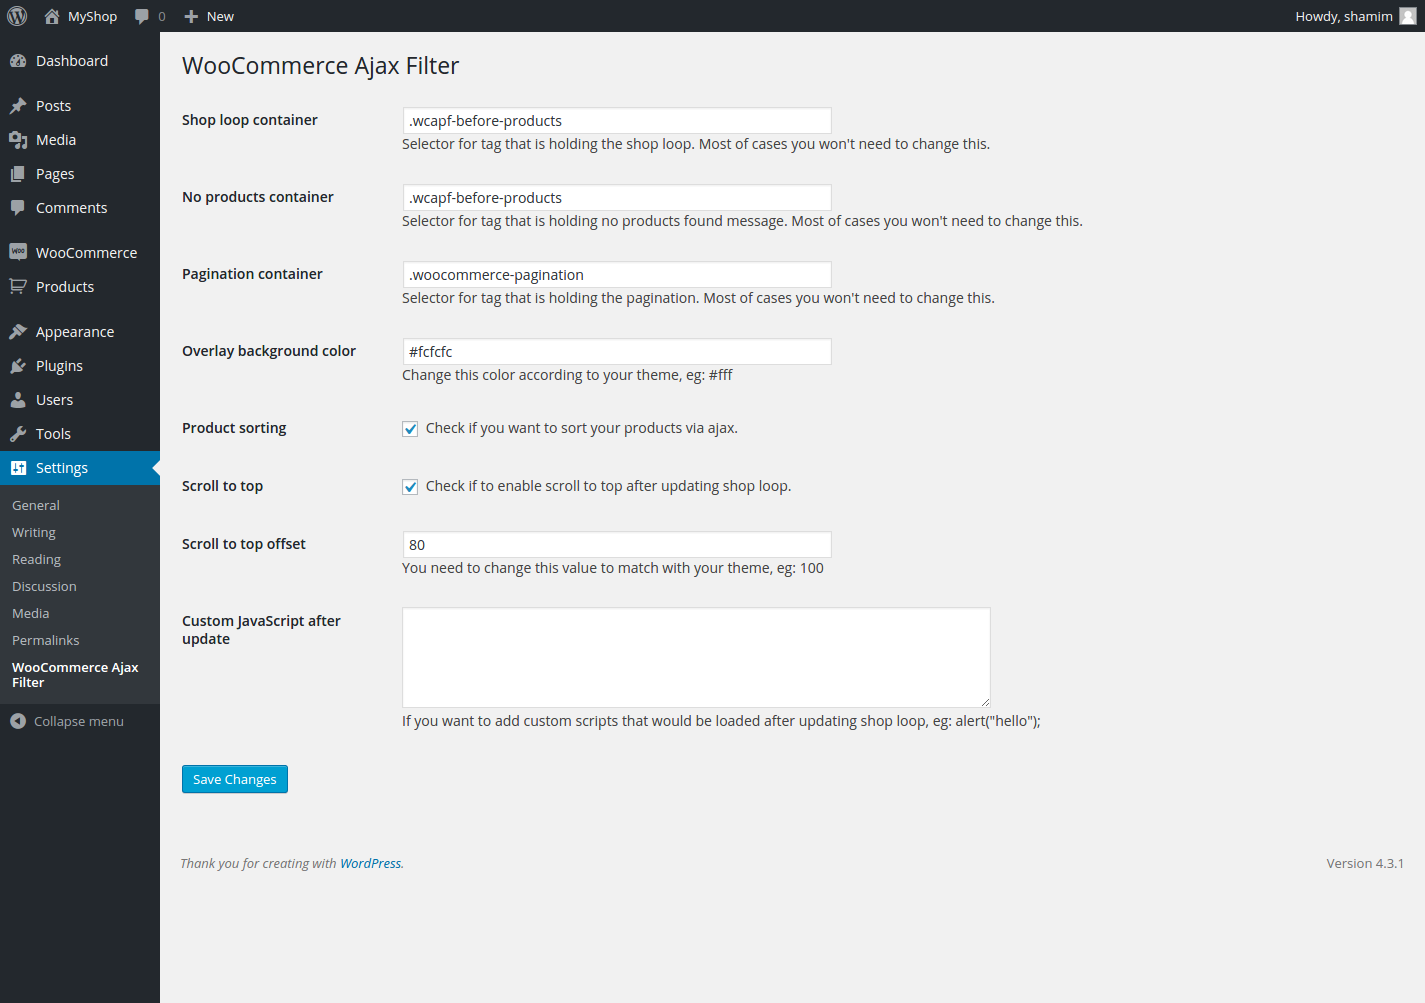 MyShop 0 New Howdy, shamim
Dashboard
Posts
Media
Pages
Comments
WooCommerce
Products
Appearance
Plugins
Users
Tools
Settings
General
Writing
Reading
Discussion
Media
Permalinks
WooCommerce Ajax
Filter
Collapse menu
WooCommerce Ajax Filter
Shop loop container
.wcapf-before-products
Selector for tag that is holding the shop loop. Most of cases you won't need to change this.
No products container
.wcapf-before-products
Selector for tag that is holding no products found message. Most of cases you won't need to change this.
Pagination container
.woocommerce-pagination
Selector for tag that is holding the pagination. Most of cases you won't need to change this.
Overlay background color
#fcfcfc
Change this color according to your theme, eg: #fff
Product sorting
Check if you want to sort your products via ajax.
Scroll to top
Check if to enable scroll to top after updating shop loop.
Scroll to top offset
80
You need to change this value to match with your theme, eg: 100
Custom JavaScript after
update
If you want to add custom scripts that would be loaded after updating shop loop, eg: alert("hello");
Save Changes
Thank you for creating with WordPress.
Version 4.3.1